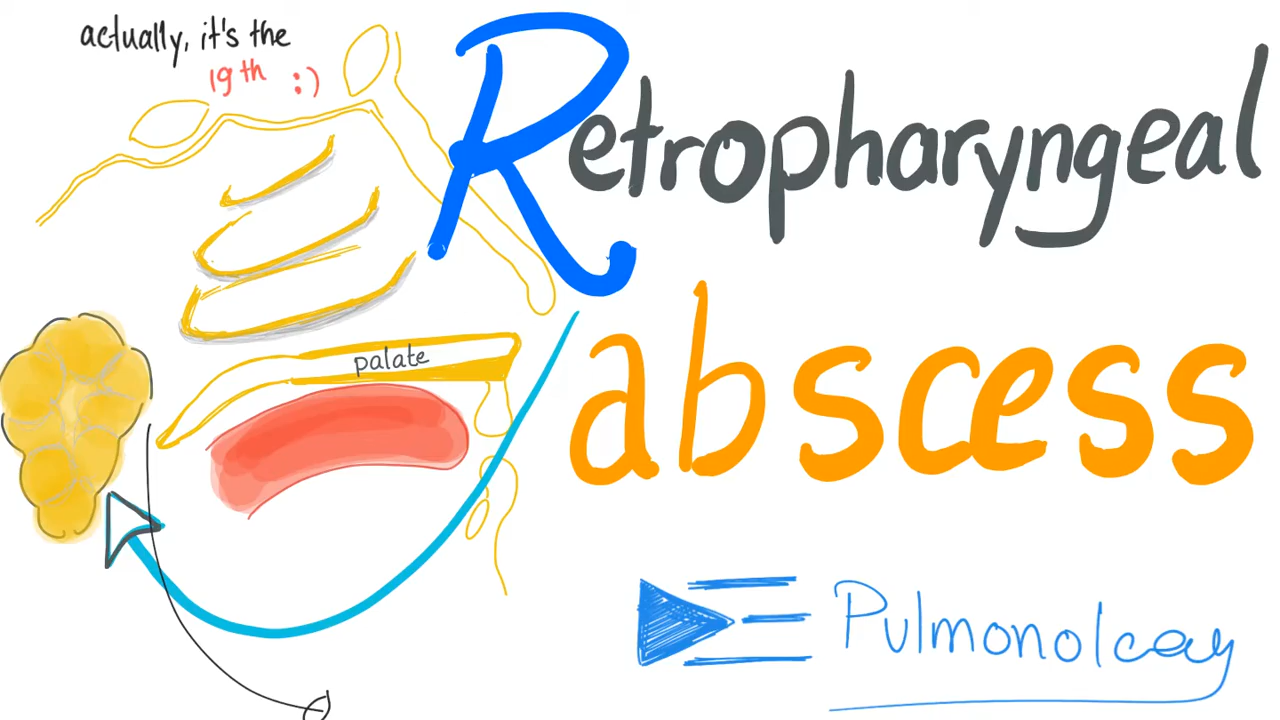 actually, it's the
19th :)
Retropharyngeal
abscess
palate
Pulmonology